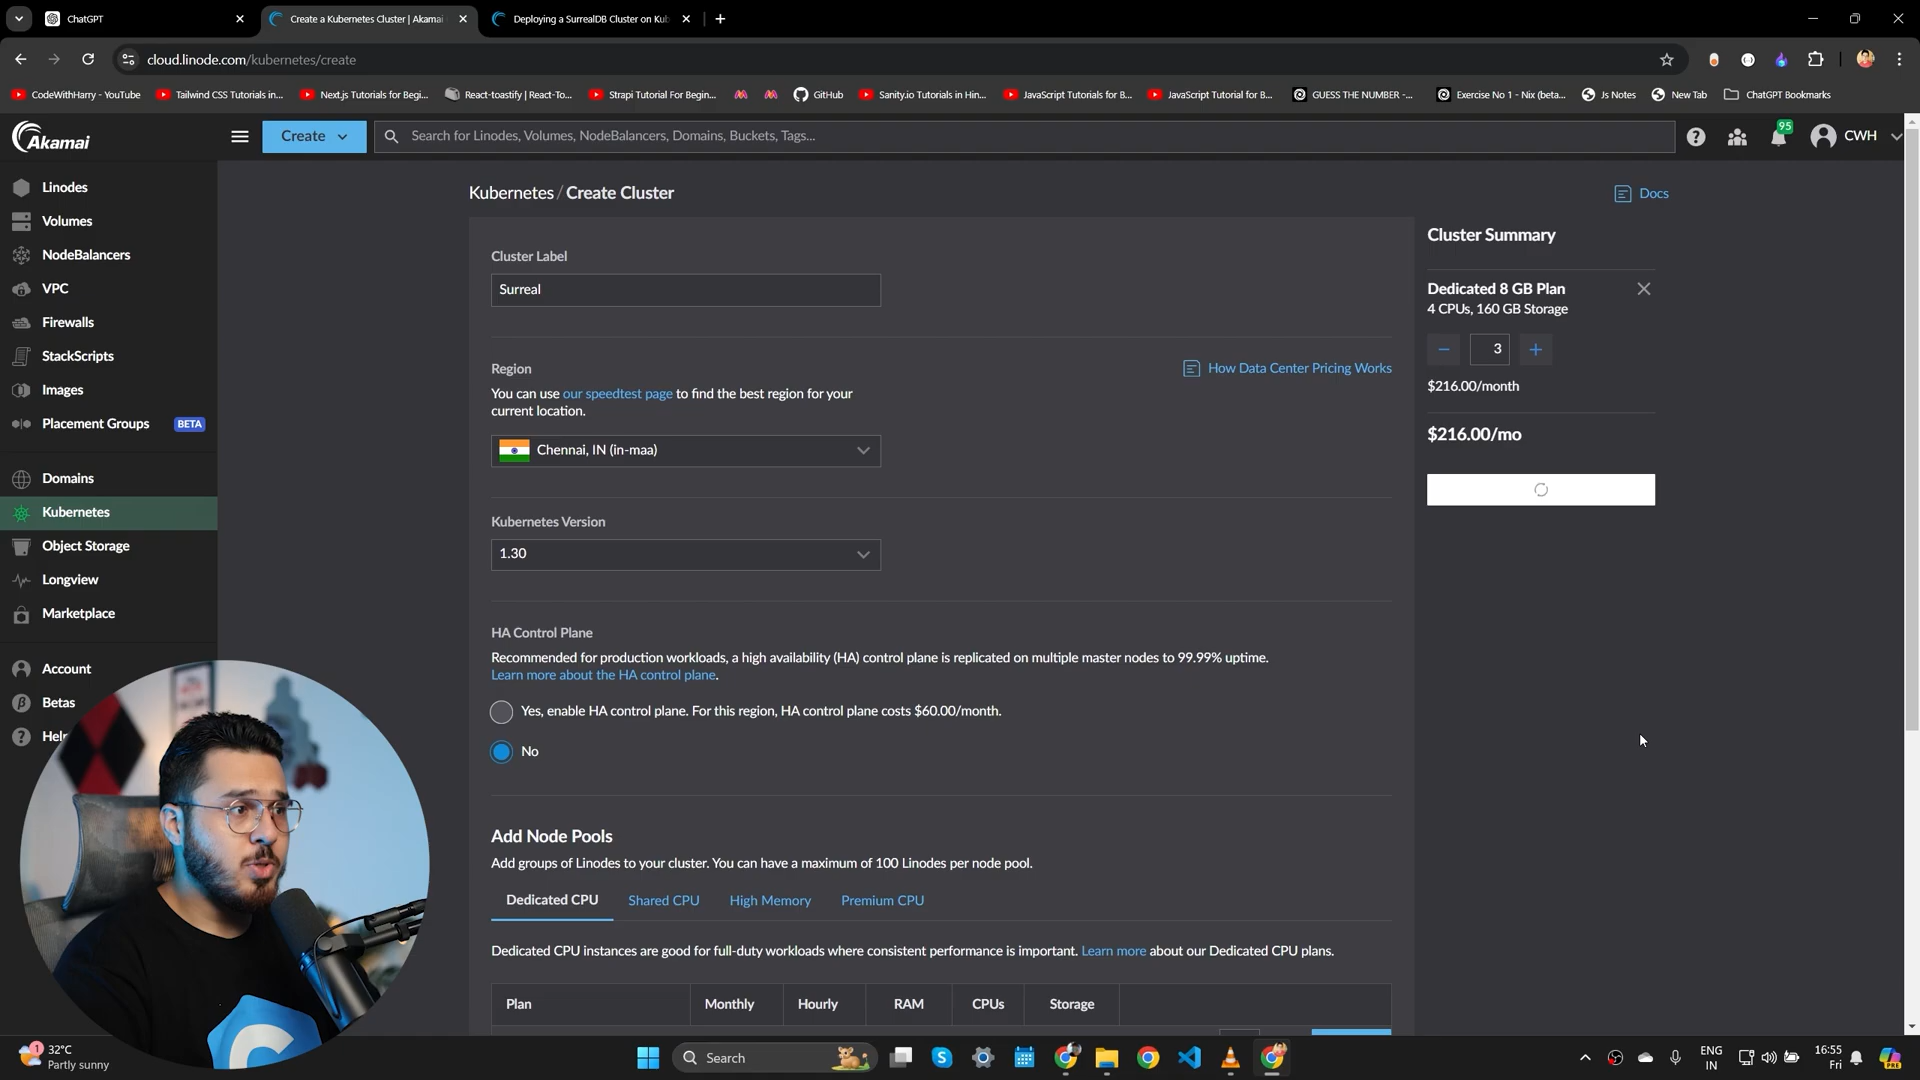 ChatGPT
Create a Kubernetes Cluster | Akamai
Deploying a SurrealDB Cluster on Kub
cloud.linode.com/kubernetes/create
CodeWithHarry - YouTube
Tailwind CSS Tutorials in...
Next.js Tutorials for Begi...
React-toastify | React-To...
Strapi Tutorial For Begin...
GitHub
Sanity.io Tutorials in Hin...
JavaScript Tutorials for B...
JavaScript Tutorial for B...
GUESS THE NUMBER -...
Exercise No 1 - Nix (beta...
Js Notes
New Tab
ChatGPT Bookmarks
Akamai
Create
Search for Linodes, Volumes, NodeBalancers, Domains, Buckets, Tags...
95
CWH
Linodes
Volumes
NodeBalancers
VPC
Firewalls
StackScripts
Images
Placement Groups
BETA
Domains
Kubernetes
Object Storage
Longview
Marketplace
Account
Betas
Help
Kubernetes / Create Cluster
Docs
Cluster Label
Surreal
Region
How Data Center Pricing Works
You can use our speedtest page to find the best region for your
current location.
Chennai, IN (in-maa)
Kubernetes Version
1.30
HA Control Plane
Recommended for production workloads, a high availability (HA) control plane is replicated on multiple master nodes to 99.99% uptime.
Learn more about the HA control plane.
Yes, enable HA control plane. For this region, HA control plane costs $60.00/month.
No
Add Node Pools
Add groups of Linodes to your cluster. You can have a maximum of 100 Linodes per node pool.
Dedicated CPU
Shared CPU
High Memory
Premium CPU
Dedicated CPU instances are good for full-duty workloads where consistent performance is important. Learn more about our Dedicated CPU plans.
Plan
Monthly
Hourly
RAM
CPUs
Storage
Cluster Summary
Dedicated 8 GB Plan
4 CPUs, 160 GB Storage
3
$216.00/month
$216.00/mo
1
32°C
Partly sunny
Search
ENG
IN
16:55
Fri
PRE